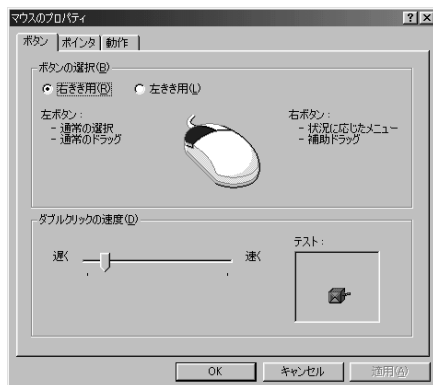 マウスのプロパティ
ボタン ポインタ 動作
ボタンの選択(B)
右きき用(R) 左きき用(L)
左ボタン:
- 通常の選択
- 通常のドラッグ
右ボタン:
- 状況に応じたメニュー
- 補助ドラッグ
ダブルクリックの速度(D)
遅く 速く
テスト:
OK キャンセル 適用(A)